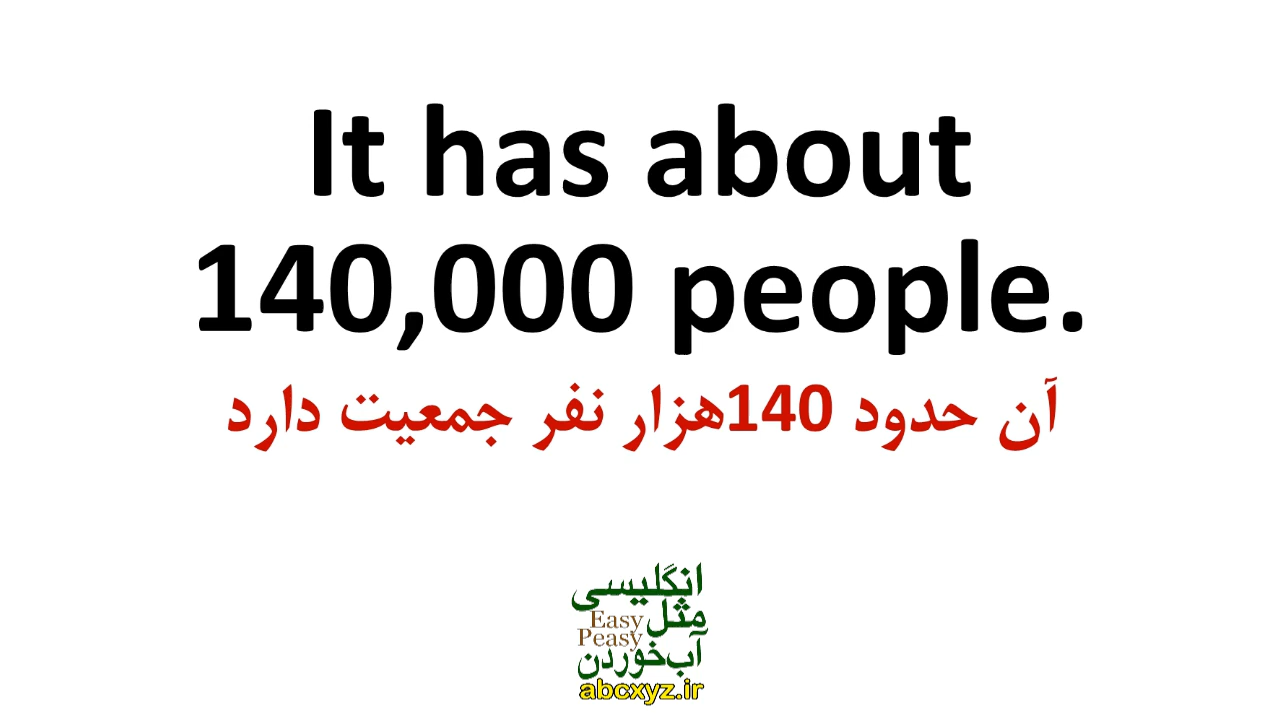 It has about
140,000 people.
آن حدود 140هزار نفر جمعیت دارد
انگلیسی
مثل
Easy
Peasy
آب‌خوردن
abcxyz.ir